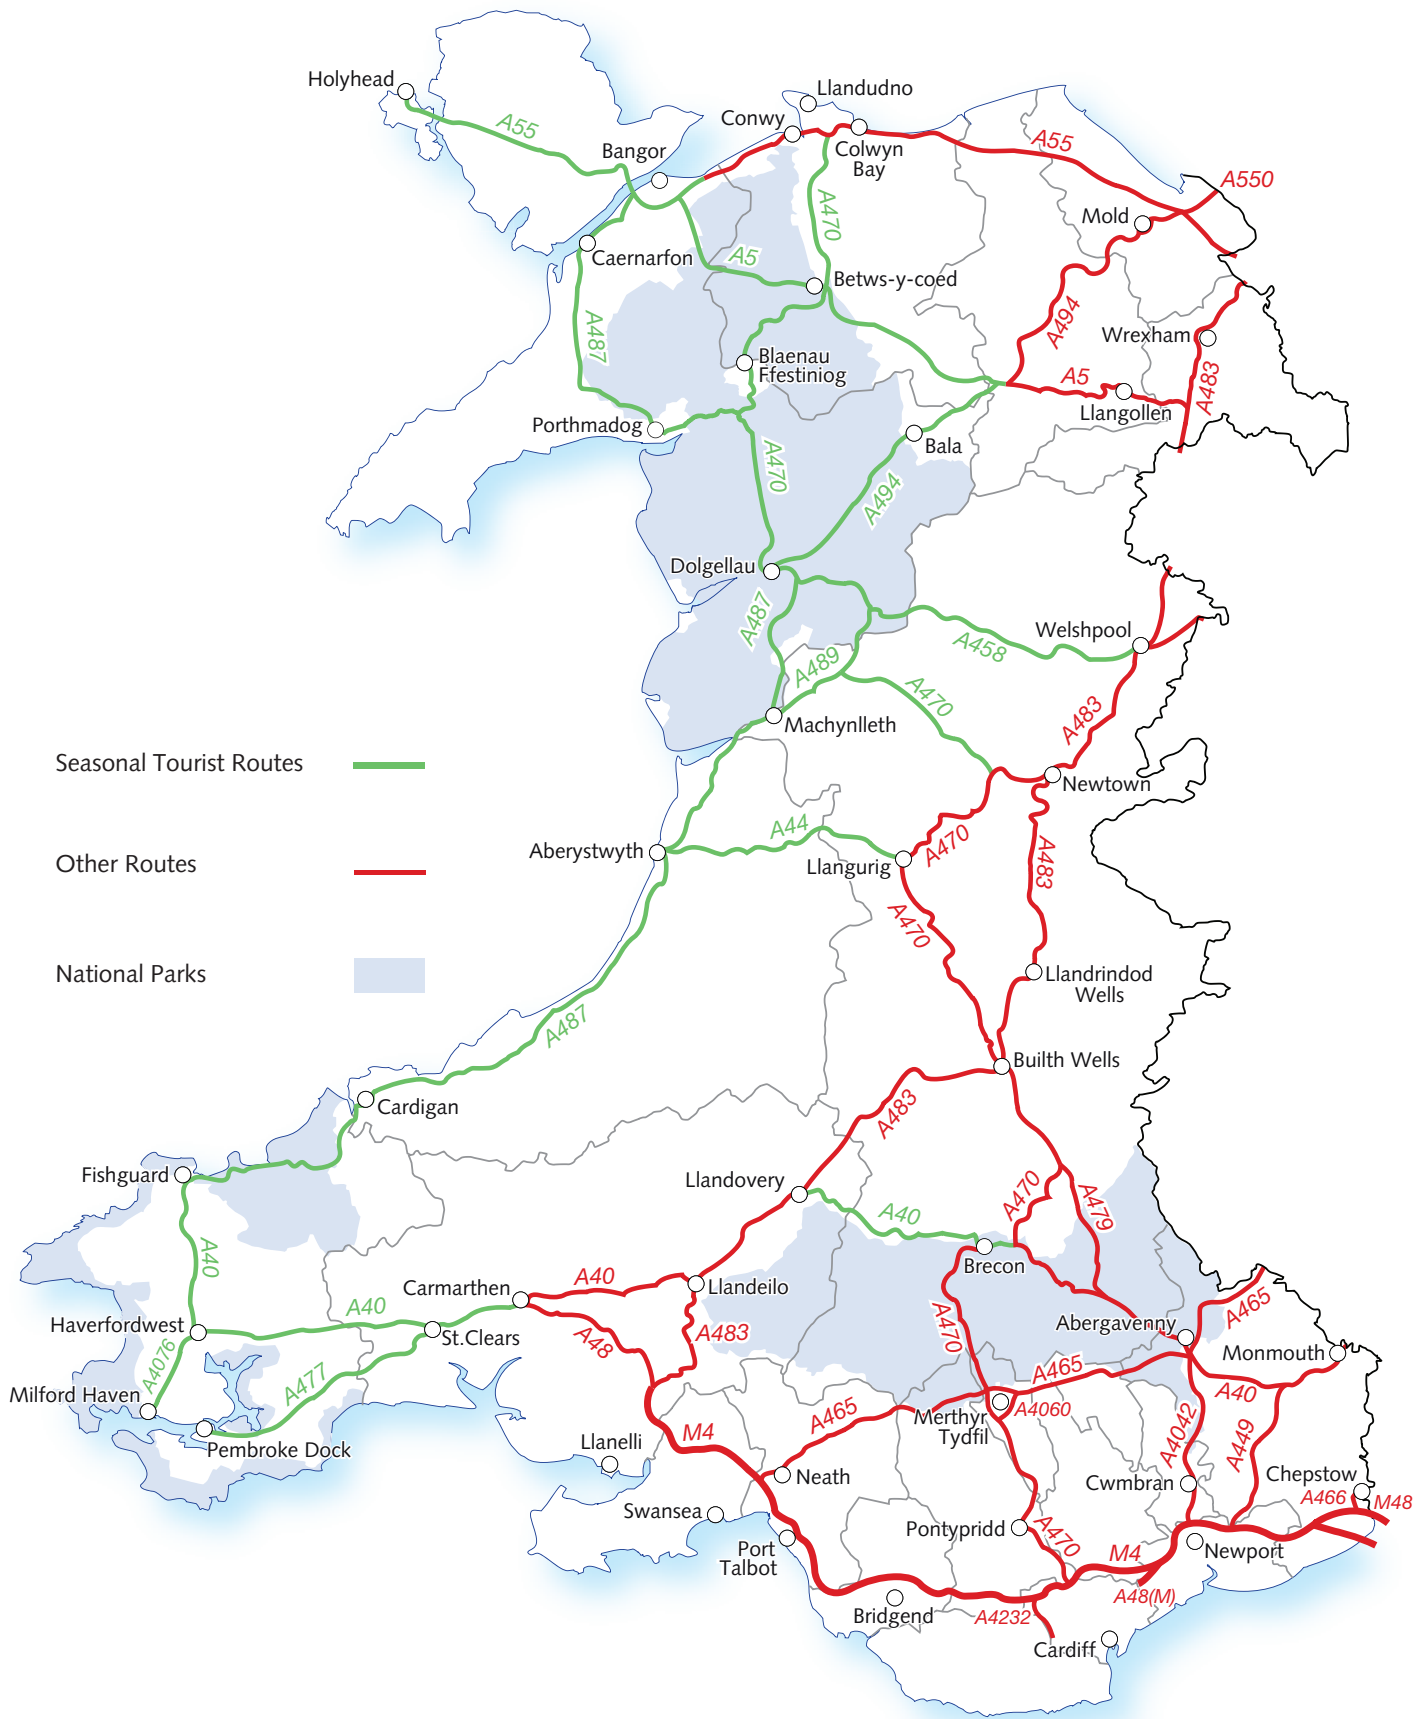 Holyhead
Llandudno
Conwy
A55
Bangor
Colwyn
Bay
A55
A550
Mold
A470
Caernarfon
A5
Betws-y-coed
A487
A494
Wrexham
Blaenau
Ffestiniog
A5
A483
Llangollen
Porthmadog
Bala
A470
A494
Dolgellau
A487
Welshpool
A458
A489
A470
A483
Machynlleth
Seasonal Tourist Routes
Newtown
A44
Aberystwyth
A470
Other Routes
Llangurig
A483
A470
National Parks
Llandrindod
Wells
A487
Builth Wells
Cardigan
A483
Fishguard
Llandovery
A470
A479
A40
A40
Brecon
Carmarthen
A40
Llandeilo
A40
Haverfordwest
St.Clears
A48
A483
A470
A465
Abergavenny
Monmouth
A4076
A477
Milford Haven
A465
A40
A465
Merthyr
Tydfil
A4060
A4042
A449
M4
Pembroke Dock
Llanelli
Neath
Cwmbran
Chepstow
A466
M48
Swansea
Pontypridd
A470
Port
Talbot
M4
Newport
A48(M)
Bridgend
A4232
Cardiff